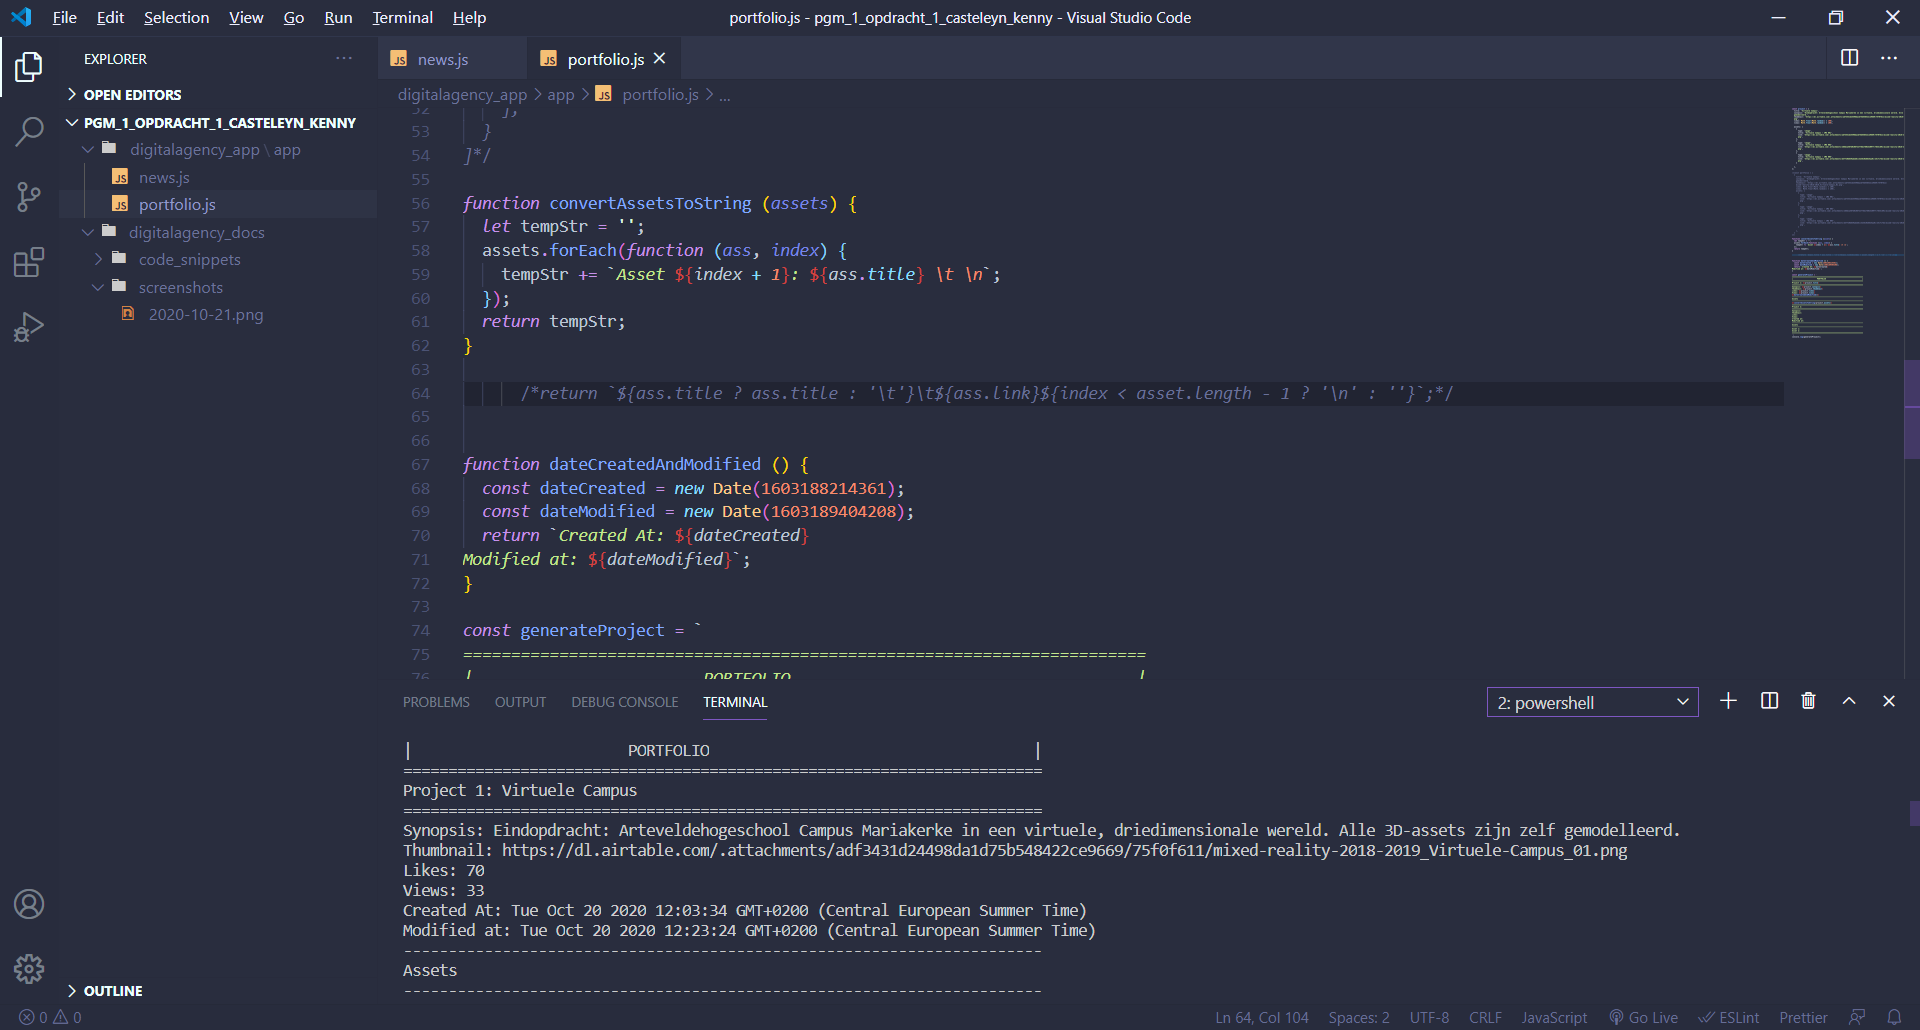 File Edit Selection View Go Run Terminal Help
portfolio.js - pgm_1_opdracht_1_casteleyn_kenny - Visual Studio Code
EXPLORER
OPEN EDITORS
PGM_1_OPDRACHT_1_CASTELEYN_KENNY
digitalagency_app \ app
JS news.js
JS portfolio.js
digitalagency_docs
code_snippets
screenshots
2020-10-21.png
OUTLINE
JS news.js
JS portfolio.js
digitalagency_app > app > JS portfolio.js > ...
52 ],
53 }
54 ]*/
55
56 function convertAssetsToString (assets) {
57 let tempStr = '';
58 assets.forEach(function (ass, index) {
59 tempStr += `Asset ${index + 1}: ${ass.title} \t \n`;
60 });
61 return tempStr;
62 }
63
64 /*return `${ass.title ? ass.title : '\t'}\t${ass.link}${index < asset.length - 1 ? '\n' : ''}`;*/
65
66
67 function dateCreatedAndModified () {
68 const dateCreated = new Date(1603188214361);
69 const dateModified = new Date(1603189404208);
70 return `Created At: ${dateCreated}
71 Modified at: ${dateModified}`;
72 }
73
74 const generateProject = `
75 =======================================================================
76 | PORTFOLIO |
PROBLEMS OUTPUT DEBUG CONSOLE TERMINAL
2: powershell
| PORTFOLIO |
=======================================================================
Project 1: Virtuele Campus
=======================================================================
Synopsis: Eindopdracht: Arteveldehogeschool Campus Mariakerke in een virtuele, driedimensionale wereld. Alle 3D-assets zijn zelf gemodelleerd.
Thumbnail: https://dl.airtable.com/.attachments/adf3431d24498da1d75b548422ce9669/75f0f611/mixed-reality-2018-2019_Virtuele-Campus_01.png
Likes: 70
Views: 33
Created At: Tue Oct 20 2020 12:03:34 GMT+0200 (Central European Summer Time)
Modified at: Tue Oct 20 2020 12:23:24 GMT+0200 (Central European Summer Time)
-----------------------------------------------------------------------
Assets
-----------------------------------------------------------------------
0 0
Ln 64, Col 104 Spaces: 2 UTF-8 CRLF JavaScript Go Live ESLint Prettier